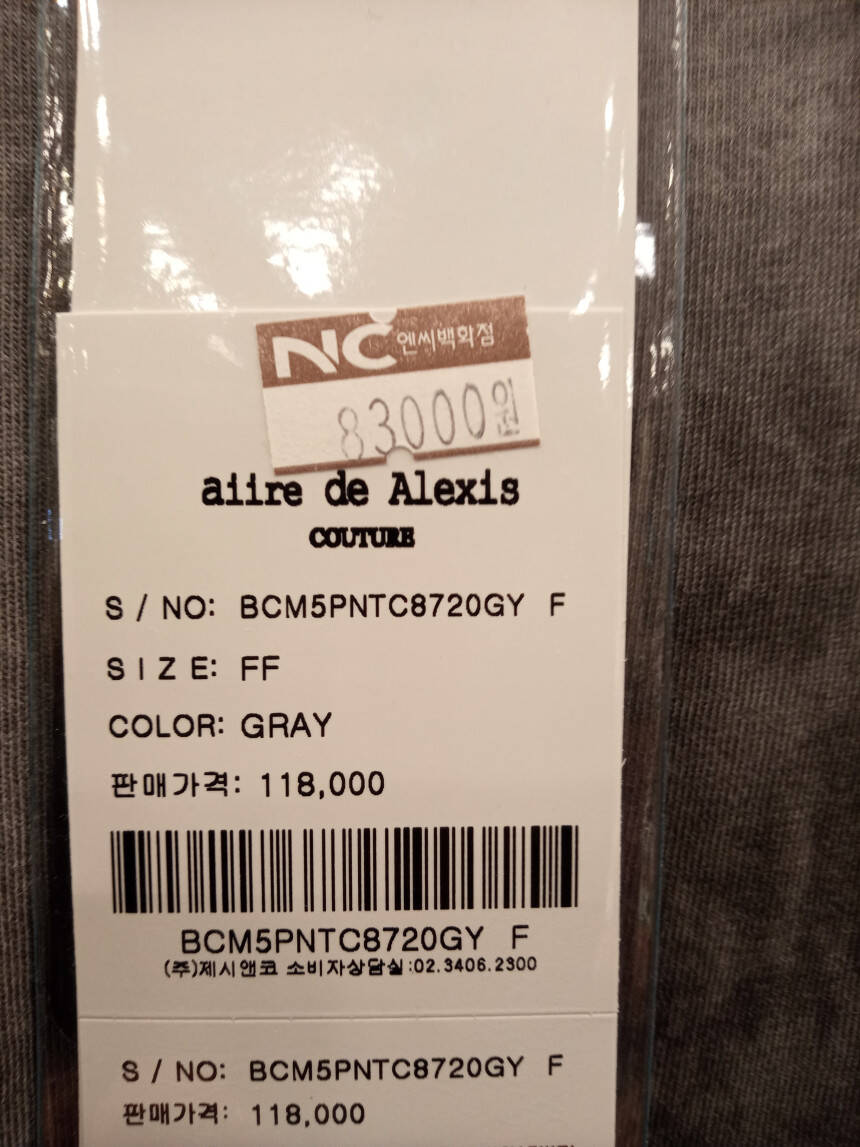 NC 엔씨백화점
83000원
aiire de Alexis
COUTURE
S / NO: BCM5PNTC8720GY F
SIZE: FF
COLOR: GRAY
판매가격: 118,000
BCM5PNTC8720GY F
(주)제시앤코 소비자상담실:02.3406.2300
S / NO: BCM5PNTC8720GY F
판매가격: 118,000